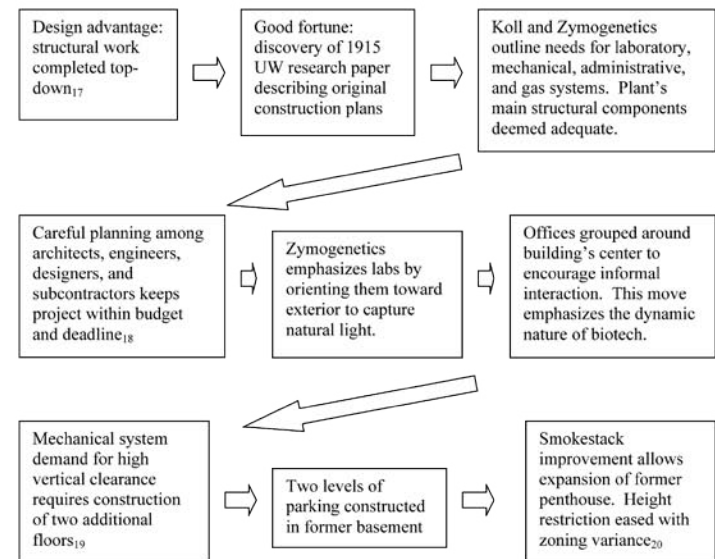 Design advantage:
structural work
completed top-
down17
Good fortune:
discovery of 1915
UW research paper
describing original
construction plans
Koll and Zymogenetics
outline needs for laboratory,
mechanical, administrative,
and gas systems. Plant's
main structural components
deemed adequate.
Careful planning among
architects, engineers,
designers, and
subcontractors keeps
project within budget
and deadline18
Zymogenetics
emphasizes labs by
orienting them toward
exterior to capture
natural light.
Offices grouped around
building's center to
encourage informal
interaction. This move
emphasizes the dynamic
nature of biotech.
Mechanical system
demand for high
vertical clearance
requires construction
of two additional
floors19
Two levels of
parking constructed
in former basement
Smokestack
improvement allows
expansion of former
penthouse. Height
restriction eased with
zoning variance20